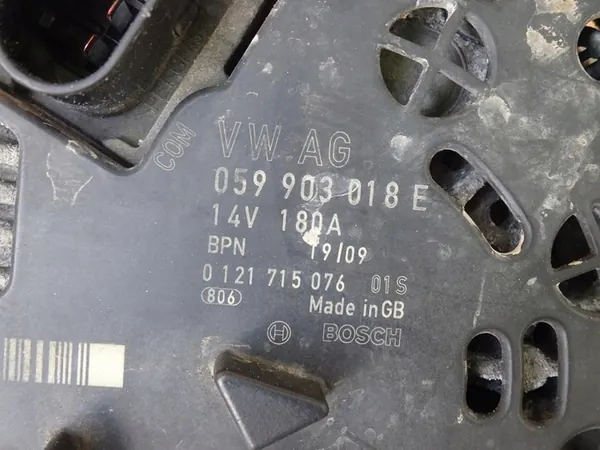 COM
VW AG
059 903 018 E
14V 180A
BPN 19/09
0 121 715 076 01S
806 Made in GB
BOSCH